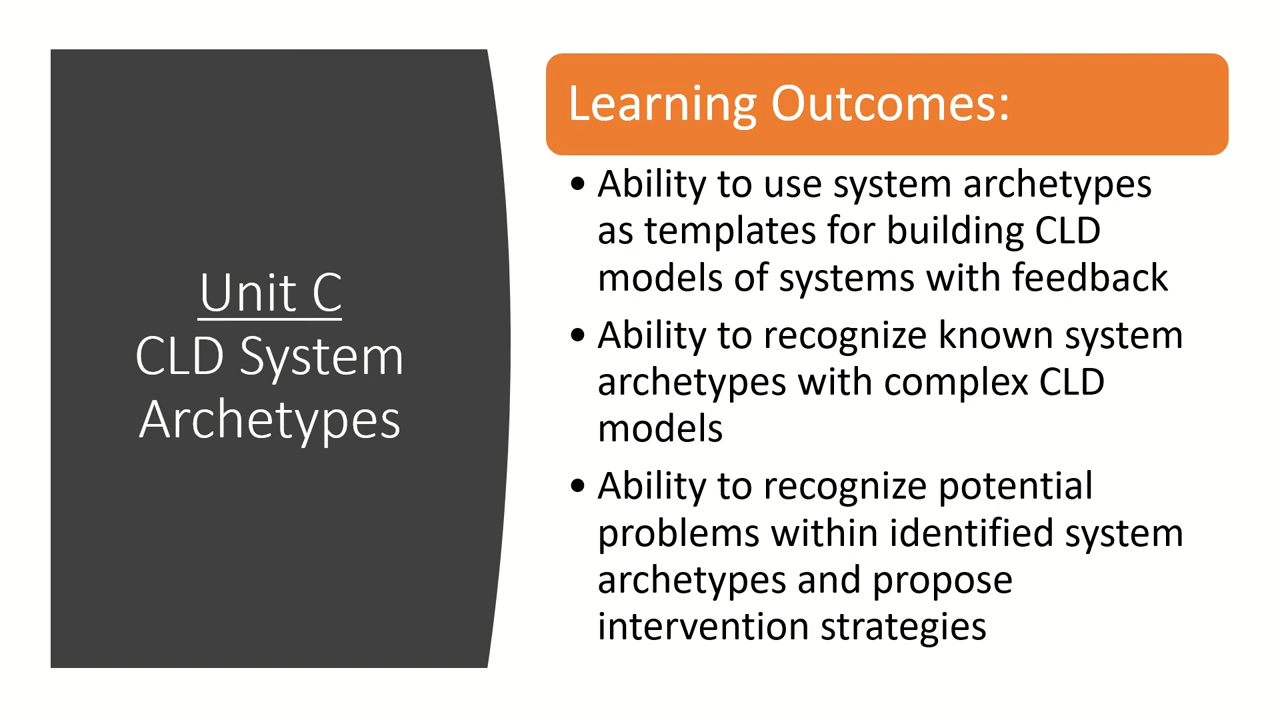 Unit C
CLD System
Archetypes
Learning Outcomes:
• Ability to use system archetypes
as templates for building CLD
models of systems with feedback
• Ability to recognize known system
archetypes with complex CLD
models
• Ability to recognize potential
problems within identified system
archetypes and propose
intervention strategies